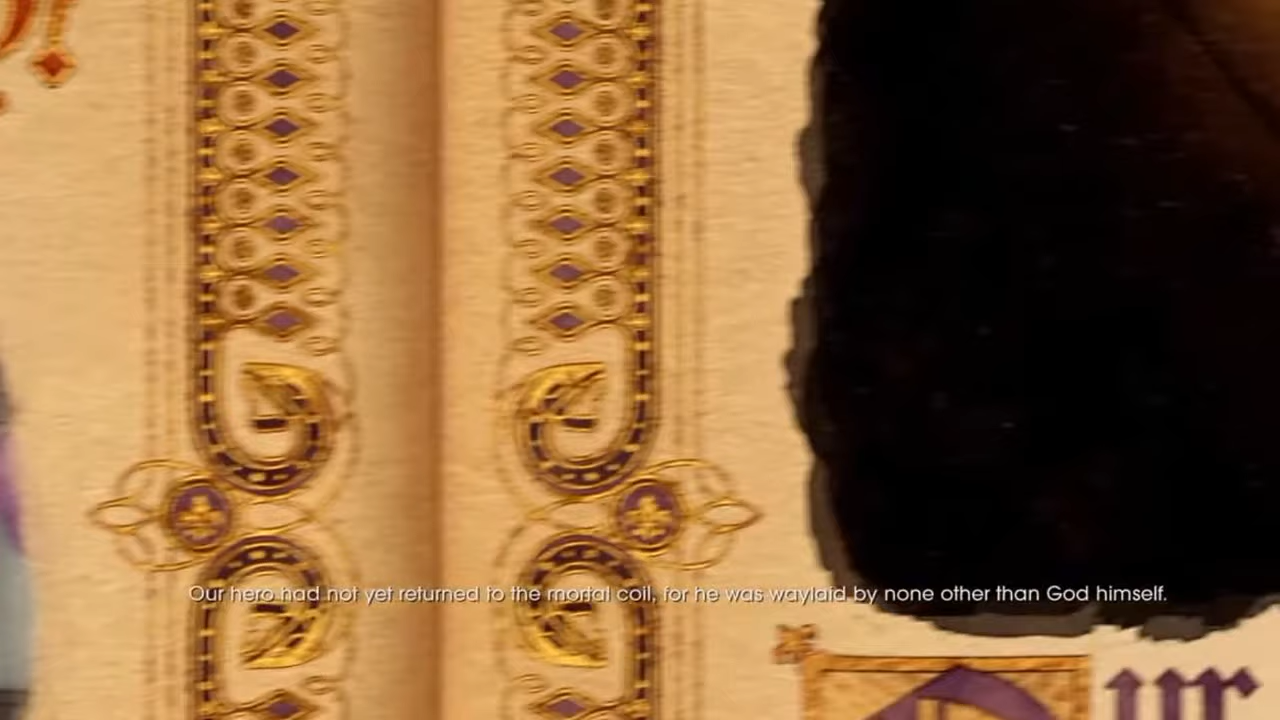 Our hero had not yet returned to the mortal coil, for he was waylaid by none other than God himself.
Our